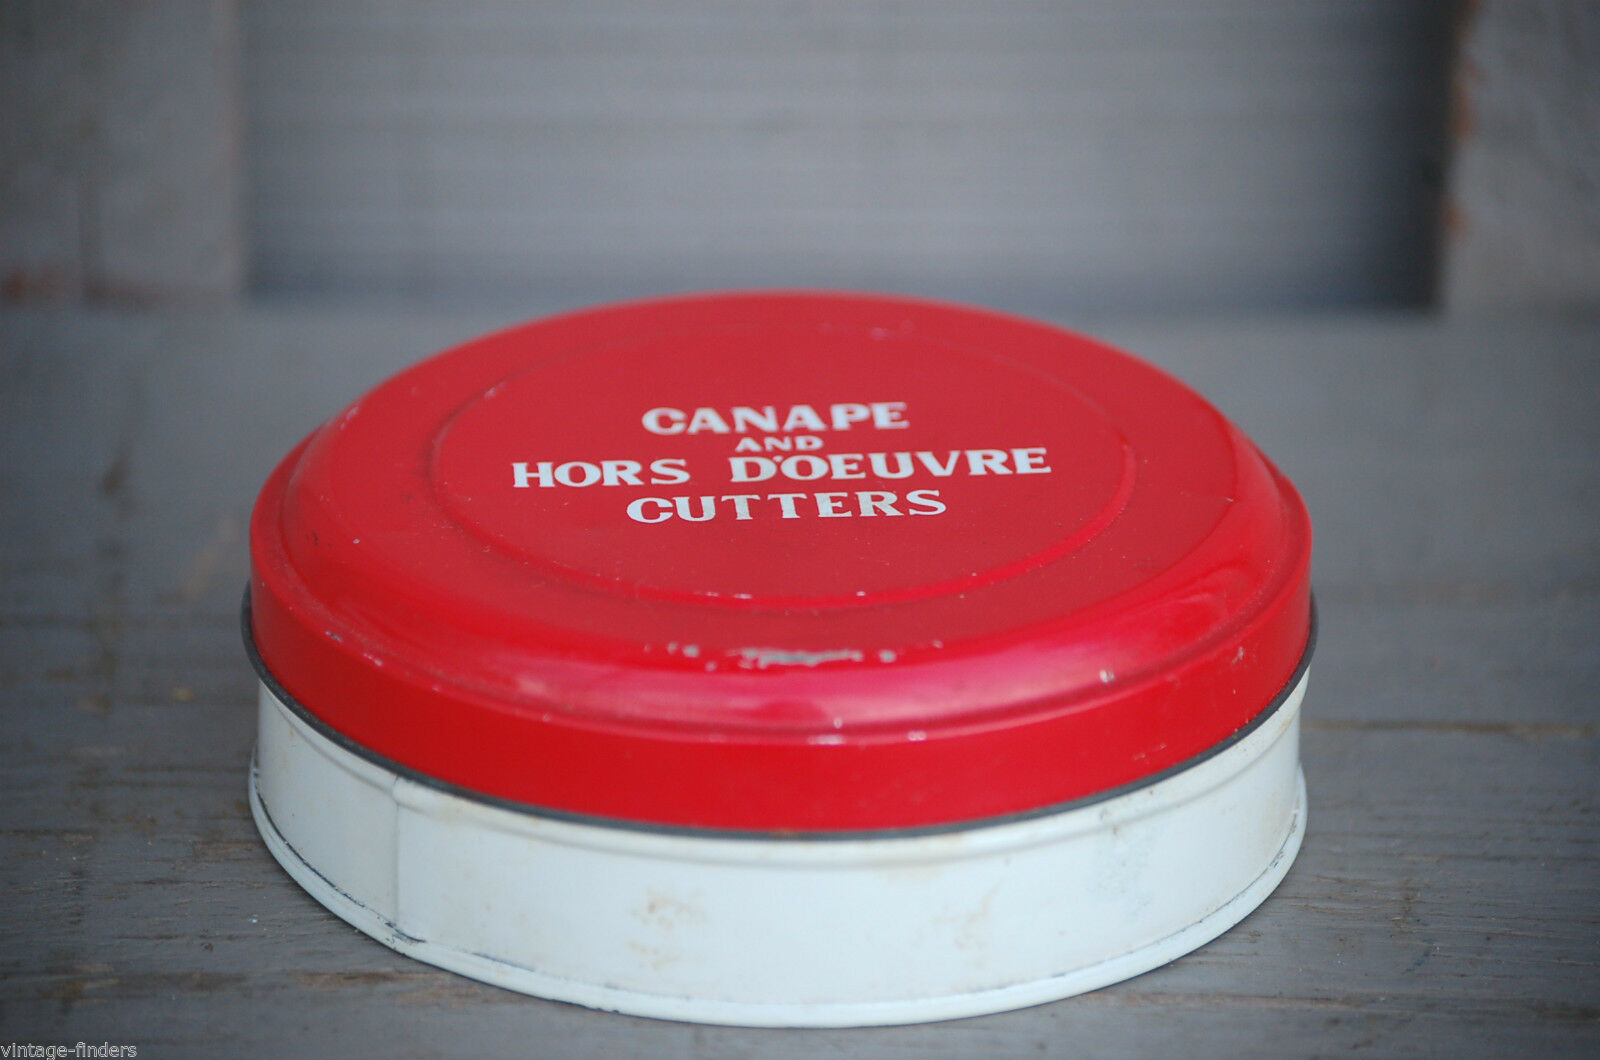 CANAPE
AND
HORS D'OEUVRE
CUTTERS
vintage-finders